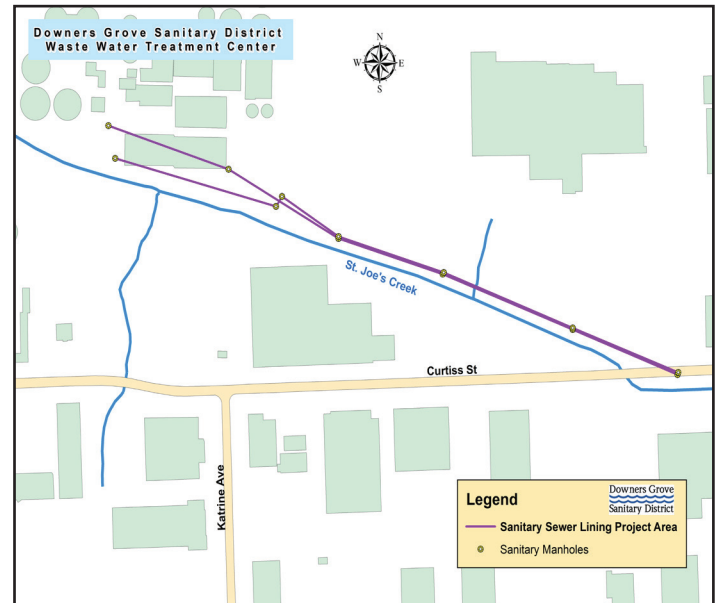 Downers Grove Sanitary District
Waste Water Treatment Center
N
W E
S
St. Joe's Creek
Curtiss St
Katrine Ave
Legend
Downers Grove
Sanitary District
Sanitary Sewer Lining Project Area
Sanitary Manholes